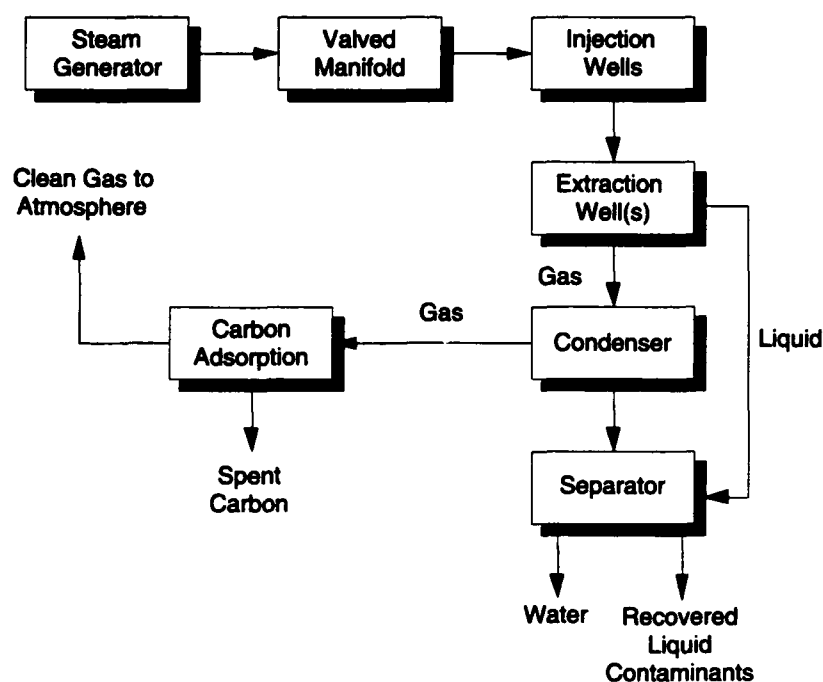 Steam
Generator
Valved
Manifold
Injection
Wells
Clean Gas to
Atmosphere
Extraction
Well(s)
Gas
Gas
Carbon
Adsorption
Condenser
Liquid
Spent
Carbon
Separator
Water
Recovered
Liquid
Contaminants